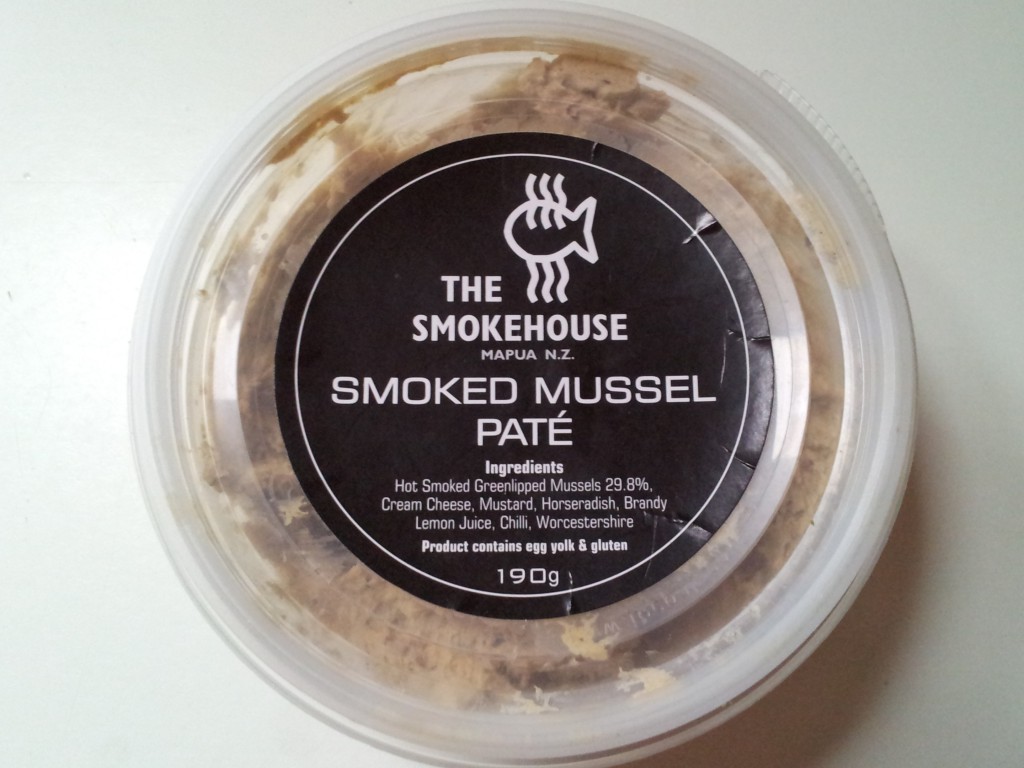 THE
SMOKEHOUSE
MAPUA N.Z.
SMOKED MUSSEL
PATÉ
Ingredients
Hot Smoked Greenlipped Mussels 29.8%,
Cream Cheese, Mustard, Horseradish, Brandy
Lemon Juice, Chilli, Worcestershire
Product contains egg yolk & gluten
190g